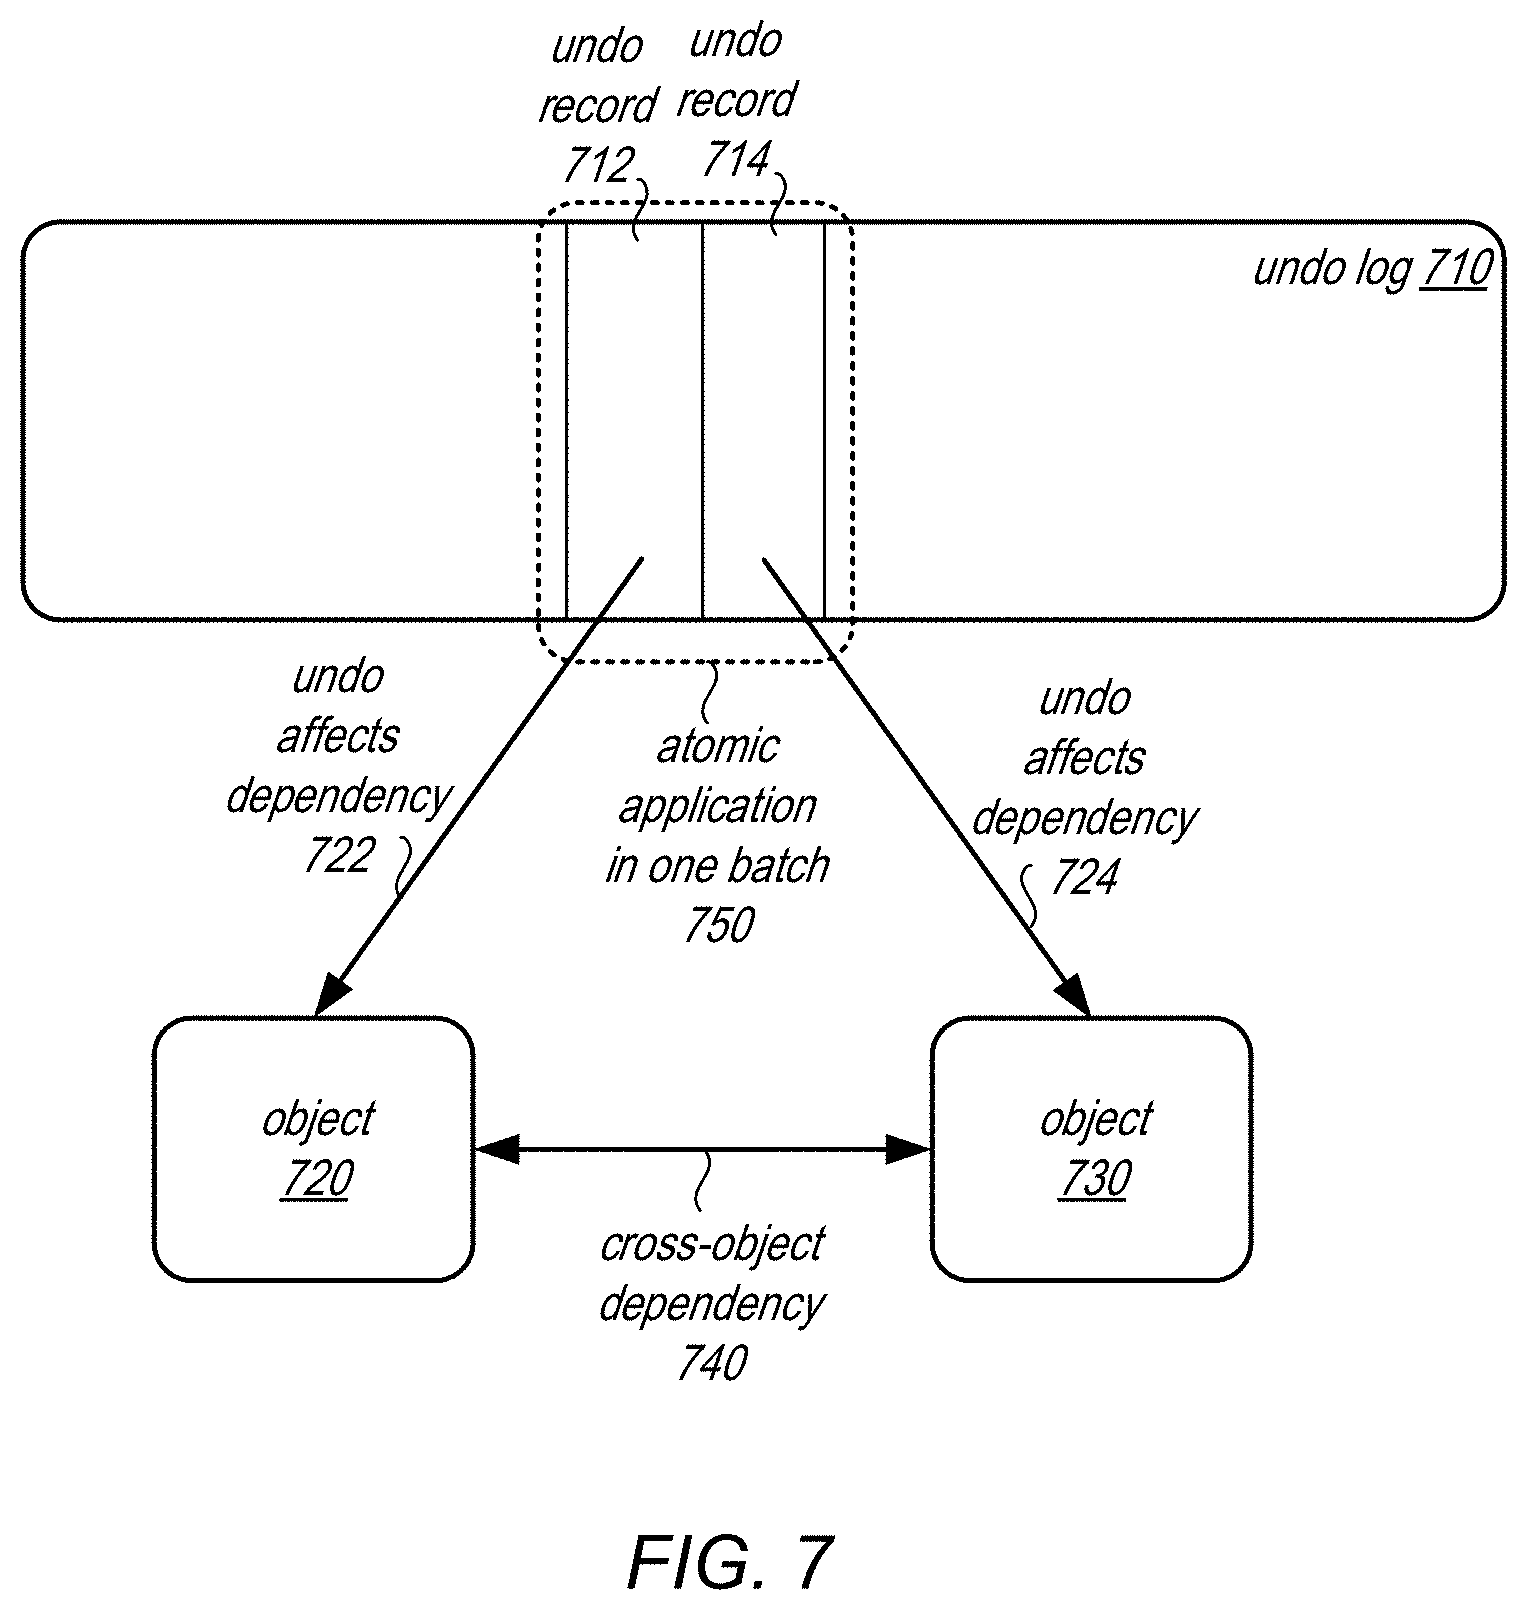 undo
record
712
undo
record
714
undo log 710
undo
affects
dependency
722
atomic
application
in one batch
750
undo
affects
dependency
724
object
720
object
730
cross-object
dependency
740
FIG. 7